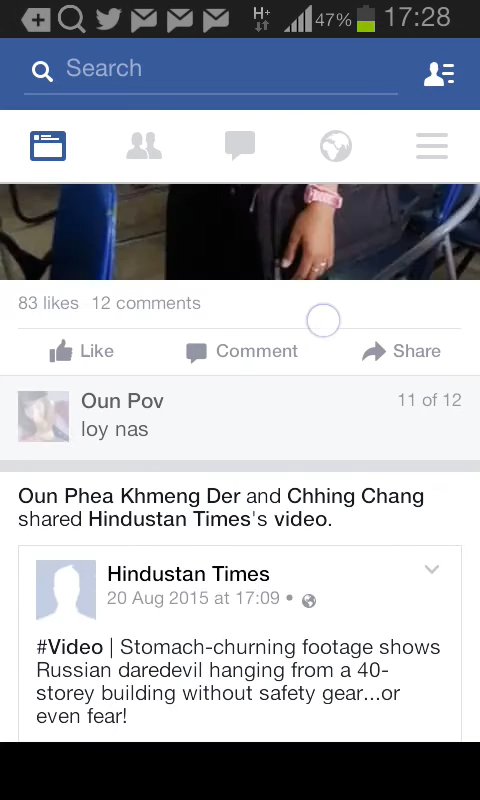 H+ 47% 17:28
Search
83 likes 12 comments
Like Comment Share
Oun Pov 11 of 12
loy nas
Oun Phea Khmeng Der and Chhing Chang
shared Hindustan Times's video.
Hindustan Times
20 Aug 2015 at 17:09 •
#Video | Stomach-churning footage shows
Russian daredevil hanging from a 40-
storey building without safety gear...or
even fear!